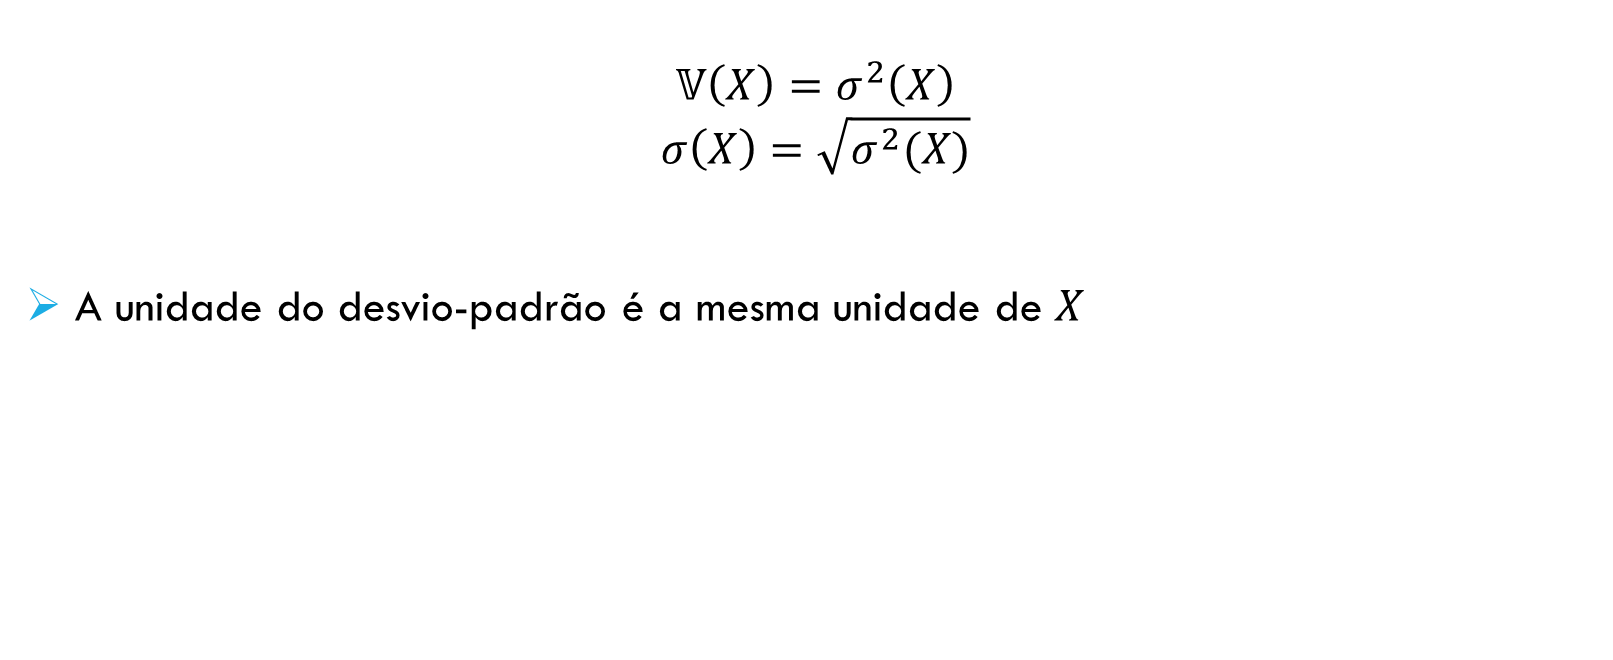 𝕍(X) = σ²(X)
σ(X) = √σ²(X)
A unidade do desvio-padrão é a mesma unidade de X